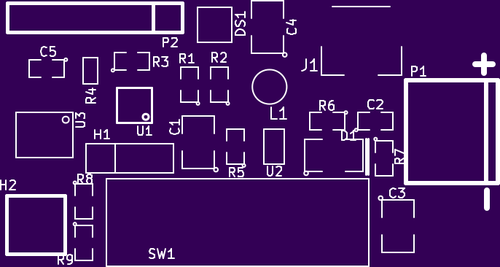 DS1
C4
P2
C5
R3
R1
R2
J1
P1
+
R4
L1
U3
U1
R6
C2
H1
C1
D1
R7
R5
U2
H2
R8
C3
-
SW1
R9